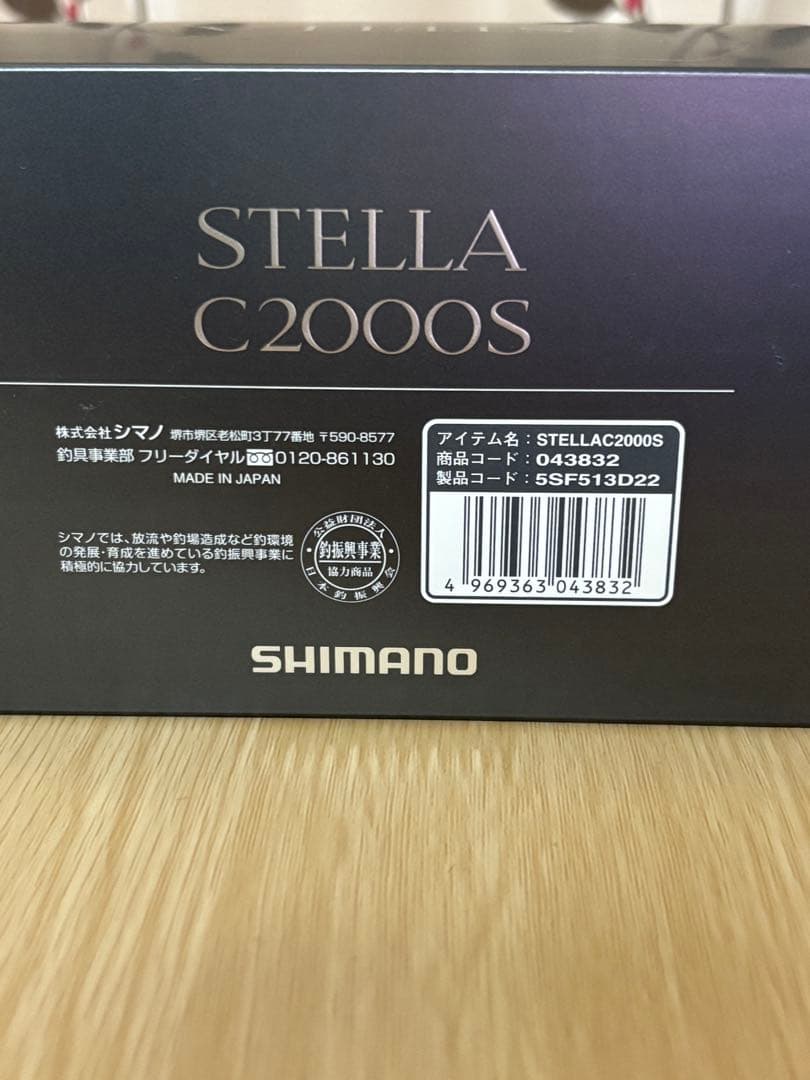 STELLA
C2000S
株式会社シマノ 堺市堺区老松町3丁77番地 〒590-8577
釣具事業部 フリーダイヤル 0120-861130
MADE IN JAPAN
シマノでは、放流や釣場造成など釣環境
の発展・育成を進めている釣振興事業に
積極的に協力しています。
公益財団法人
釣振興事業
協力商品
日本釣振興会
アイテム名：STELLAC2000S
商品コード：043832
製品コード：5SF513D22
4 969363 043832
SHIMANO